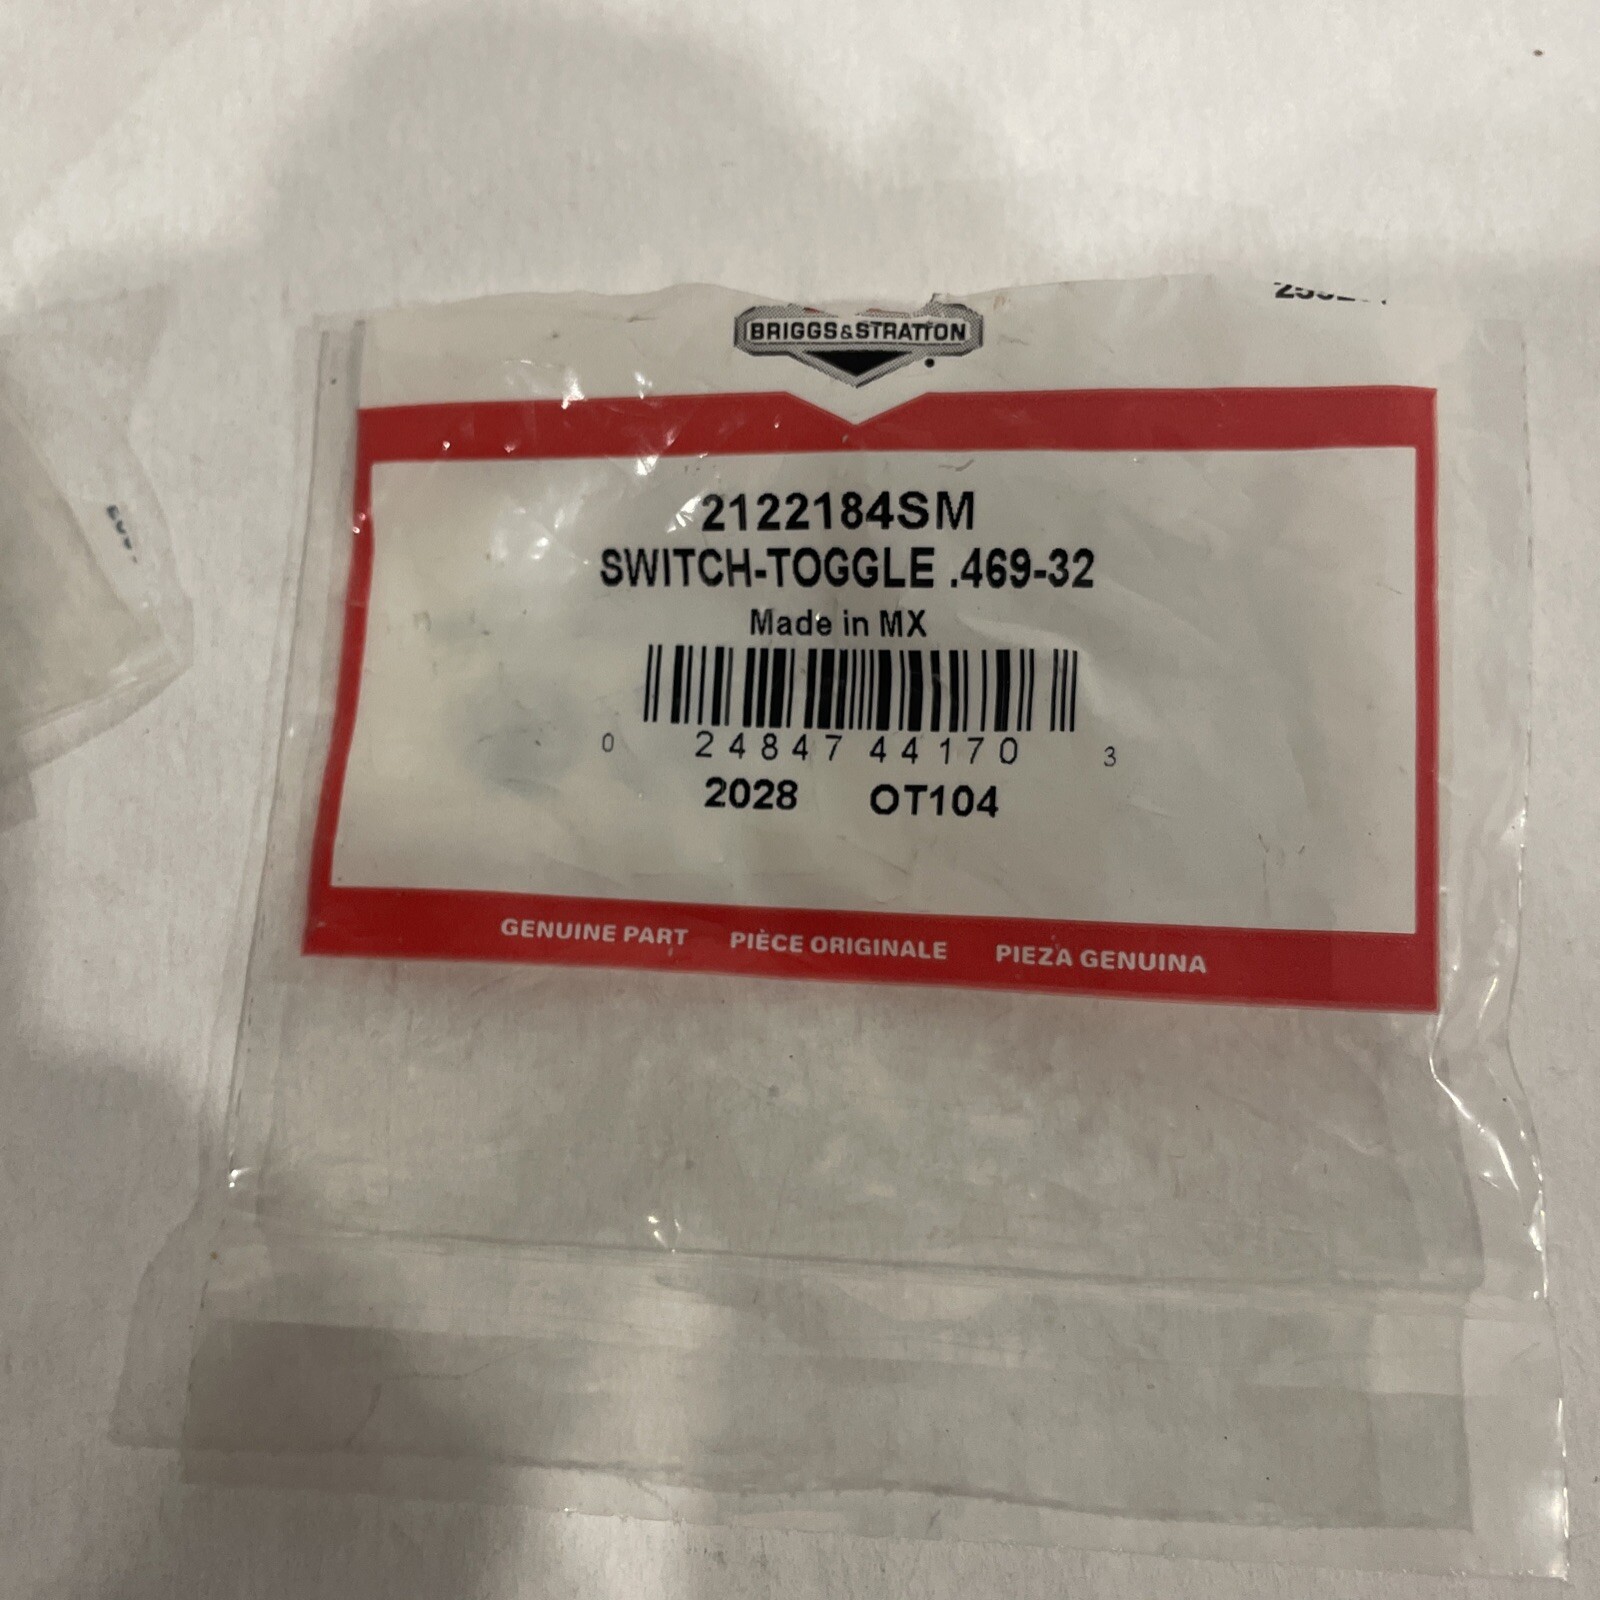 BRIGGS&STRATTON
2122184SM
SWITCH-TOGGLE .469-32
Made in MX
0 24847 44170 3
2028 OT104
GENUINE PART PIÈCE ORIGINALE PIEZA GENUINA